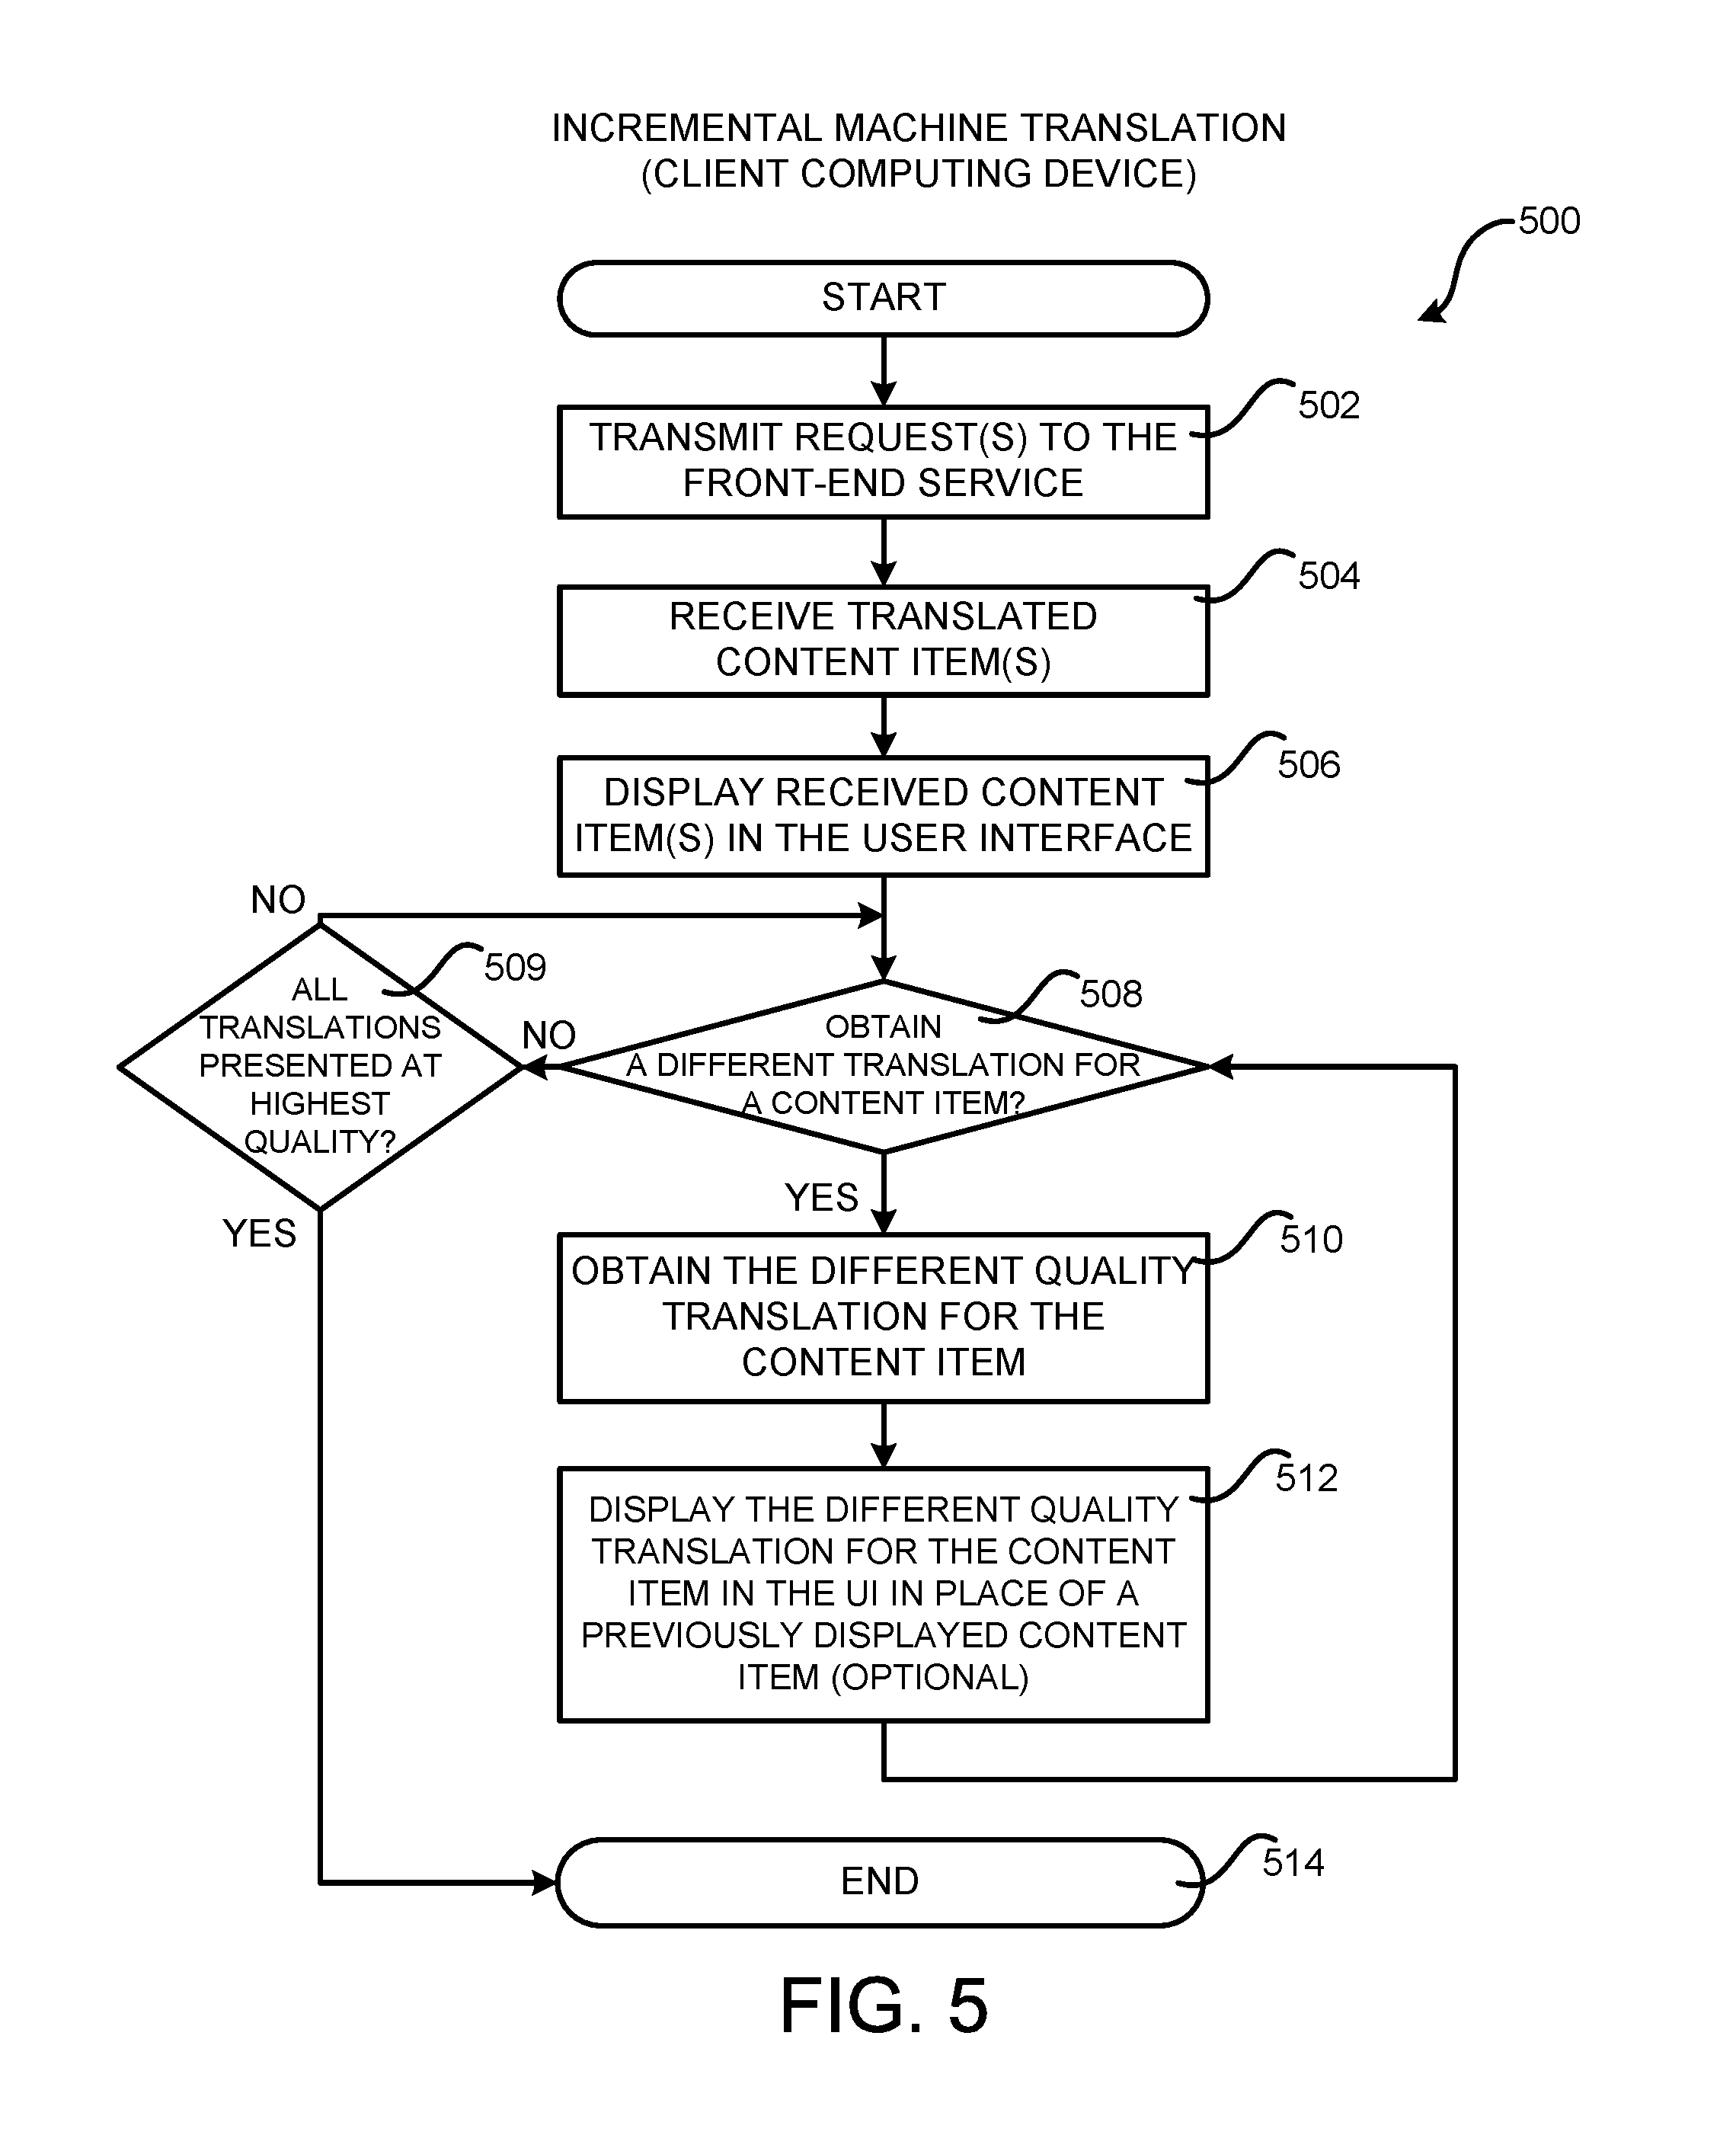 INCREMENTAL MACHINE TRANSLATION
(CLIENT COMPUTING DEVICE)
500
START
502
TRANSMIT REQUEST(S) TO THE
FRONT-END SERVICE
504
RECEIVE TRANSLATED
CONTENT ITEM(S)
506
DISPLAY RECEIVED CONTENT
ITEM(S) IN THE USER INTERFACE
NO
509
ALL
TRANSLATIONS
PRESENTED AT
HIGHEST
QUALITY?
NO
508
OBTAIN
A DIFFERENT TRANSLATION FOR
A CONTENT ITEM?
YES
YES
510
OBTAIN THE DIFFERENT QUALITY
TRANSLATION FOR THE
CONTENT ITEM
512
DISPLAY THE DIFFERENT QUALITY
TRANSLATION FOR THE CONTENT
ITEM IN THE UI IN PLACE OF A
PREVIOUSLY DISPLAYED CONTENT
ITEM (OPTIONAL)
514
END
FIG. 5